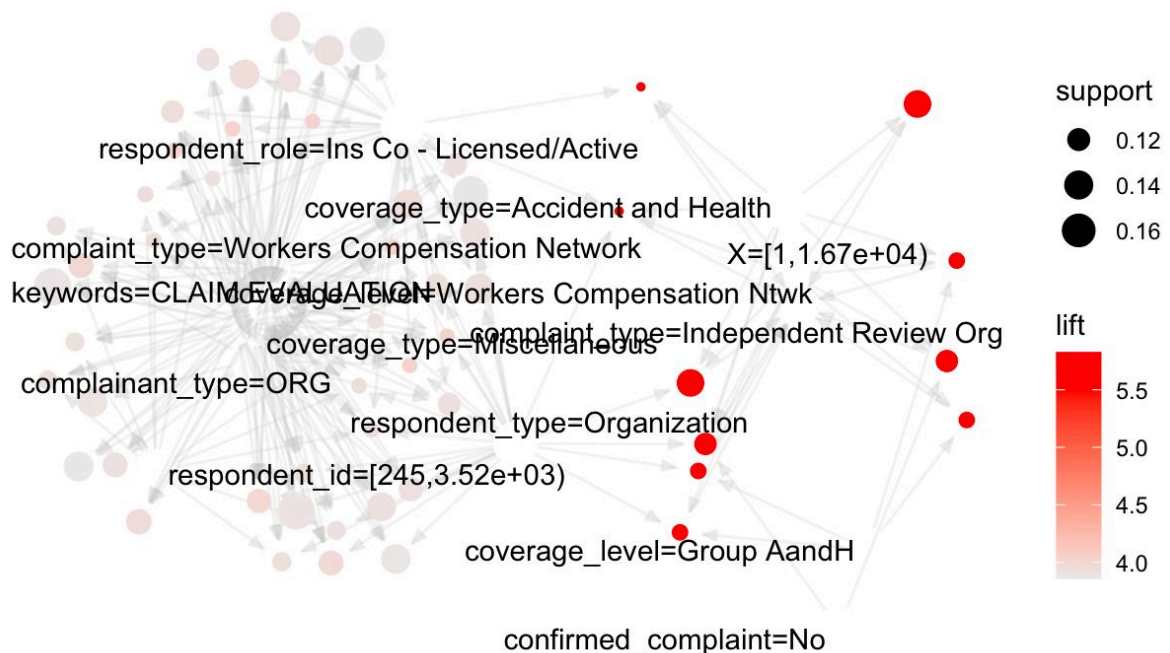 support
0.12
0.14
0.16
respondent_role=Ins Co - Licensed/Active
coverage_type=Accident and Health
complaint_type=Workers Compensation Network
X=[1,1.67e+04)
keywords=CLAIM EVALUATION
coverage_level=Workers Compensation Ntwk
complaint_type=Independent Review Org
coverage_type=Miscellaneous
complainant_type=ORG
respondent_type=Organization
respondent_id=[245,3.52e+03)
coverage_level=Group AandH
confirmed_complaint=No
lift
5.5
5.0
4.5
4.0